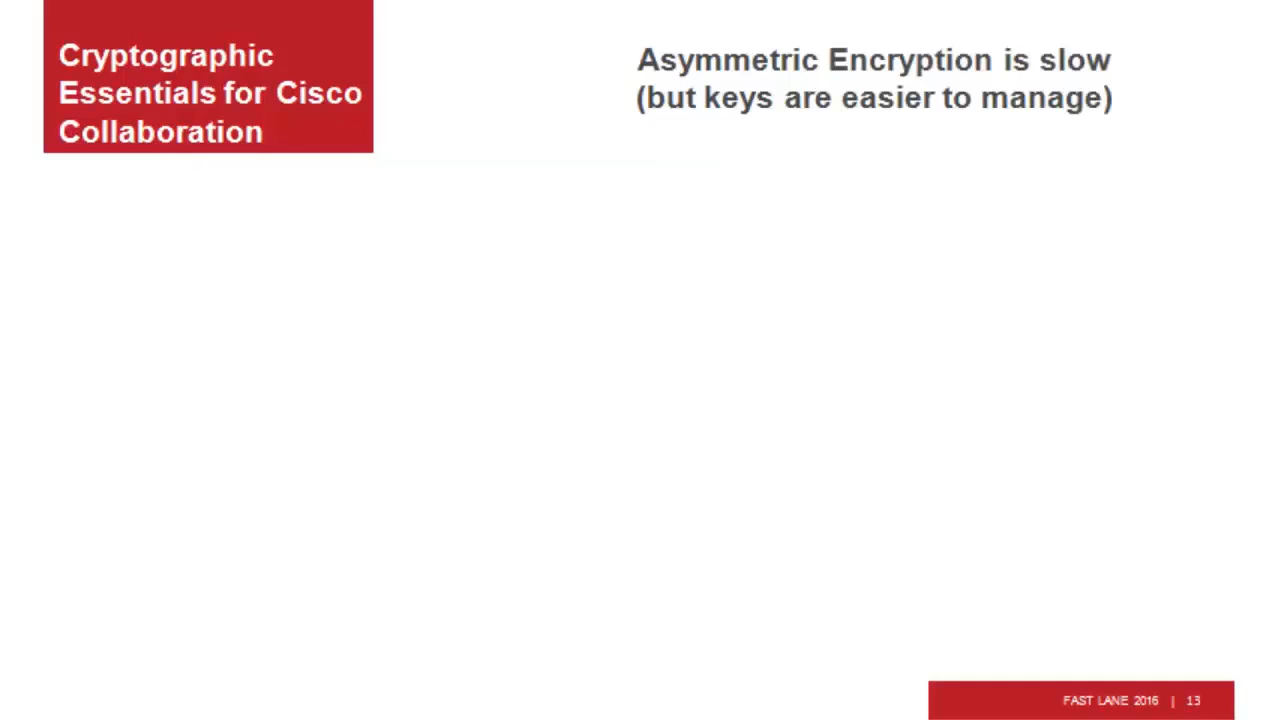 Cryptographic
Essentials for Cisco
Collaboration
Asymmetric Encryption is slow
(but keys are easier to manage)
FAST LANE 2016 | 13